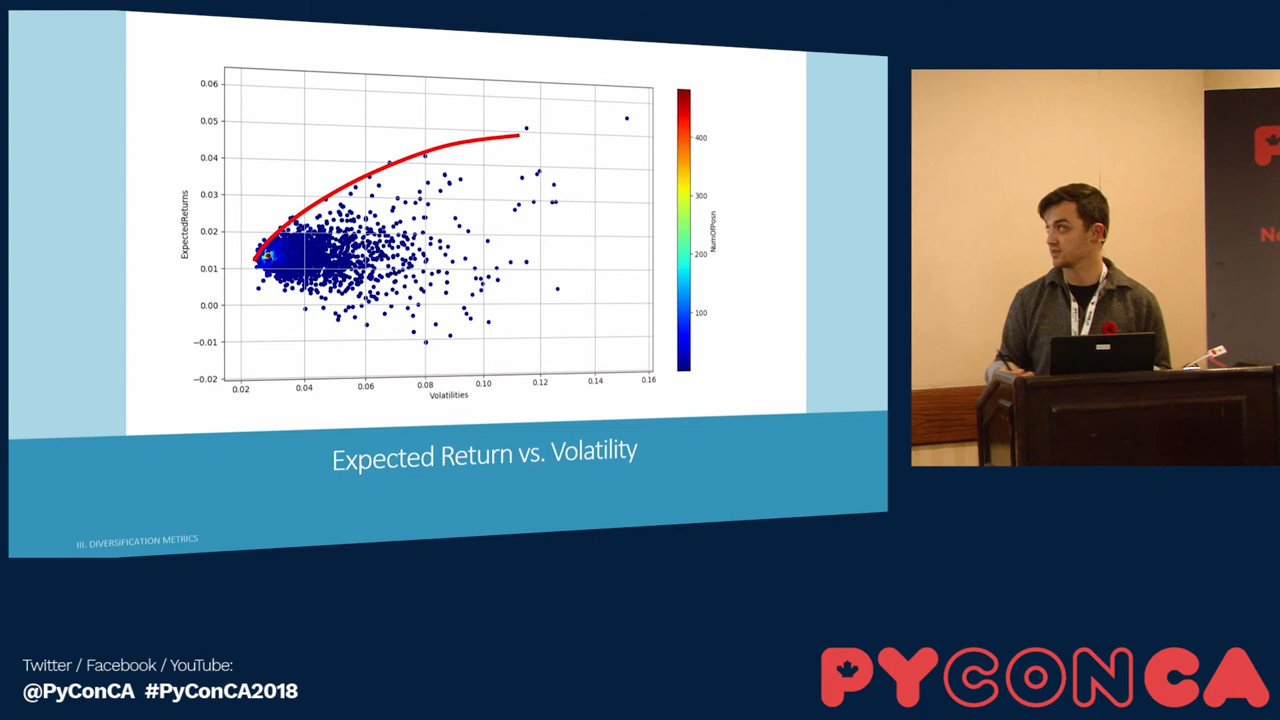 0.06
0.05
0.04
0.03
0.02
0.01
0.00
−0.01
−0.02
ExpectedReturns
0.02
0.04
0.06
0.08
0.10
0.12
0.14
0.16
Volatilities
400
300
200
100
NumOfPosn
Expected Return vs. Volatility
III. DIVERSIFICATION METRICS
Twitter / Facebook / YouTube:
@PyConCA #PyConCA2018
PYCONCA